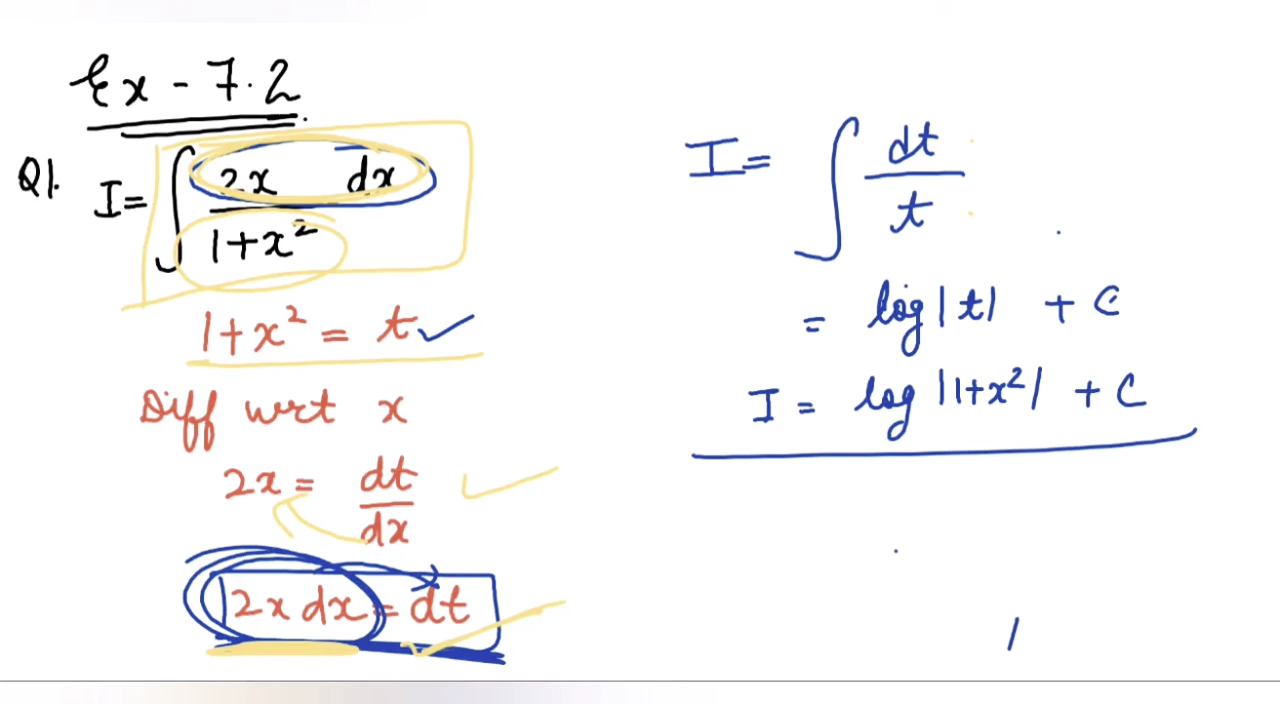 Ex - 7.2
Q1. I = ∫ 2x dx / 1+x²
1+x² = t
Diff wrt x
2x = dt/dx
2x dx = dt
I = ∫ dt/t
= log|t| + C
I = log|1+x²| + C